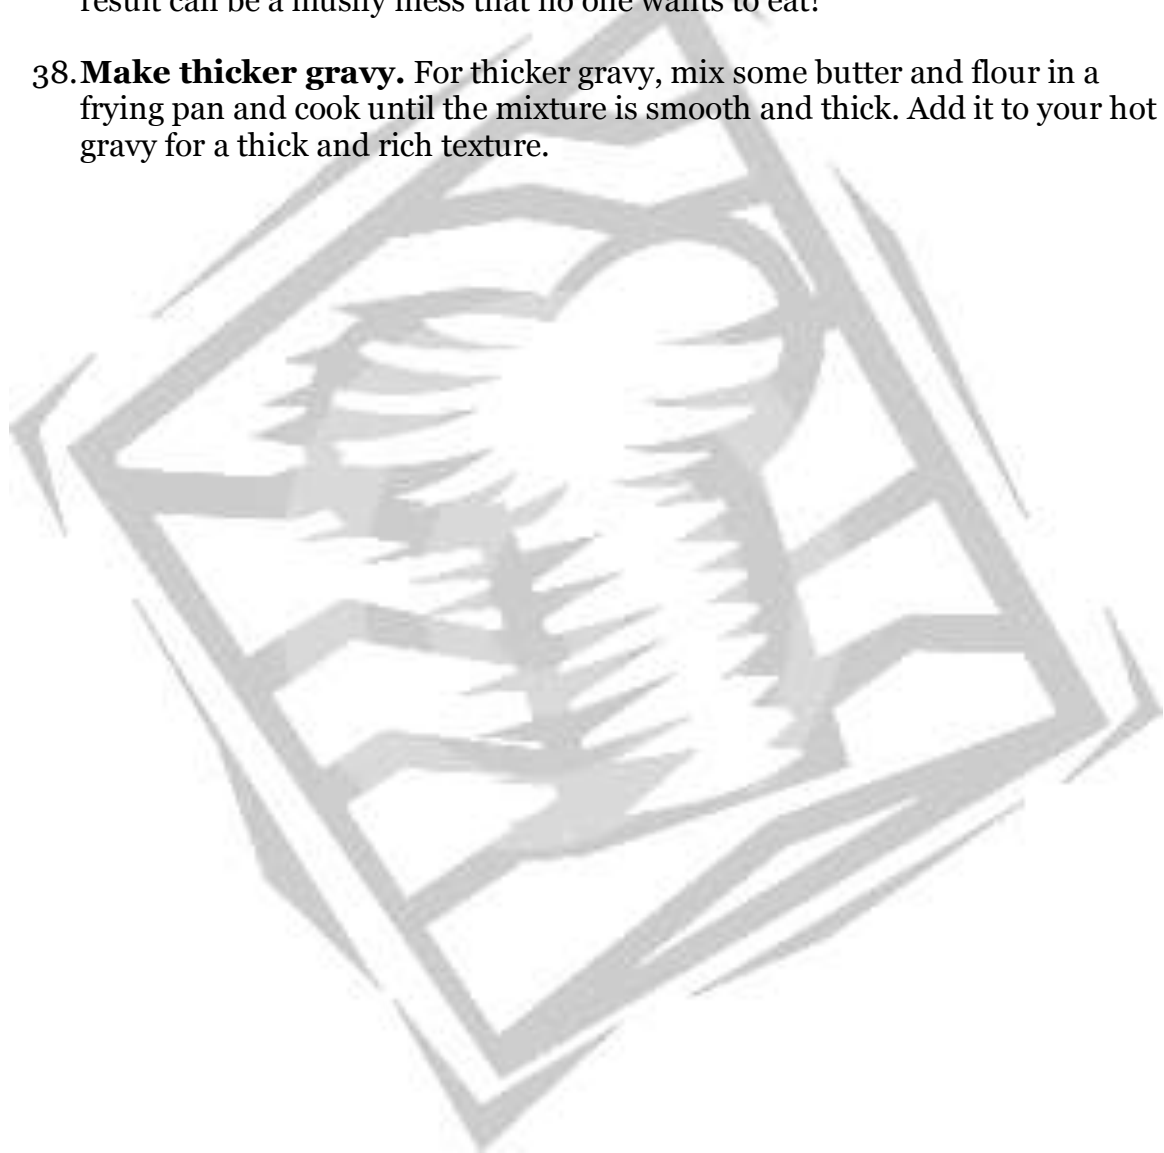 result can be a mushy mess that no one wants to eat!
38. Make thicker gravy. For thicker gravy, mix some butter and flour in a
frying pan and cook until the mixture is smooth and thick. Add it to your hot
gravy for a thick and rich texture.